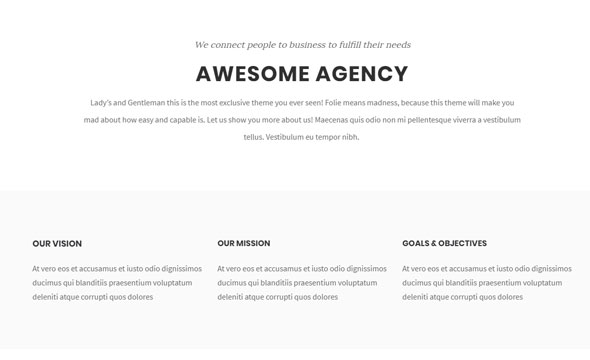 We connect people to business to fulfill their needs
AWESOME AGENCY
Lady's and Gentleman this is the most exclusive theme you ever seen! Folie means madness, because this theme will make you
mad about how easy and capable is. Let us show you more about us! Maecenas quis odio non mi pellentesque viverra a vestibulum
tellus. Vestibulum eu tempor nibh.
OUR VISION
At vero eos et accusamus et iusto odio dignissimos
ducimus qui blanditiis praesentium voluptatum
deleniti atque corrupti quos dolores
OUR MISSION
At vero eos et accusamus et iusto odio dignissimos
ducimus qui blanditiis praesentium voluptatum
deleniti atque corrupti quos dolores
GOALS & OBJECTIVES
At vero eos et accusamus et iusto odio dignissimos
ducimus qui blanditiis praesentium voluptatum
deleniti atque corrupti quos dolores